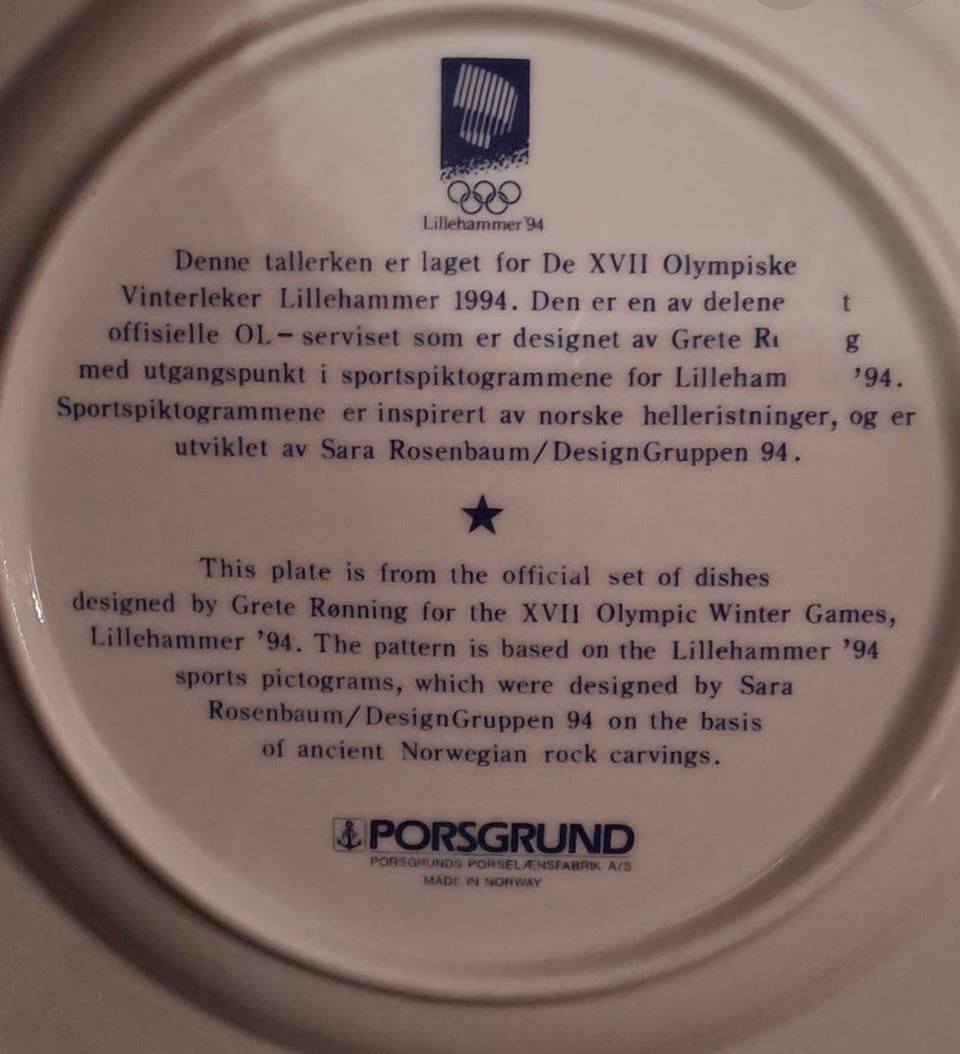 Lillehammer '94
Denne tallerken er laget for De XVII Olympiske
Vinterleker Lillehammer 1994. Den er en av delene
offisielle OL-serviset som er designet av Grete
med utgangspunkt i sportspiktogrammene for '94.
Sportspiktogrammene er inspirert av norske helleristninger, og er
utviklet av Sara Rosenbaum/DesignGruppen 94.
This plate is from the official set of dishes
designed by Grete Rønning for the XVII Olympic Winter Games,
Lillehammer '94. The pattern is based on the Lillehammer '94
sports pictograms, which were designed by Sara
Rosenbaum/DesignGruppen 94 on the basis
of ancient Norwegian rock carvings.
PORSGRUND
PORSGRUNDS PORSELÆNSFABRIK A/S
MADE IN NORWAY